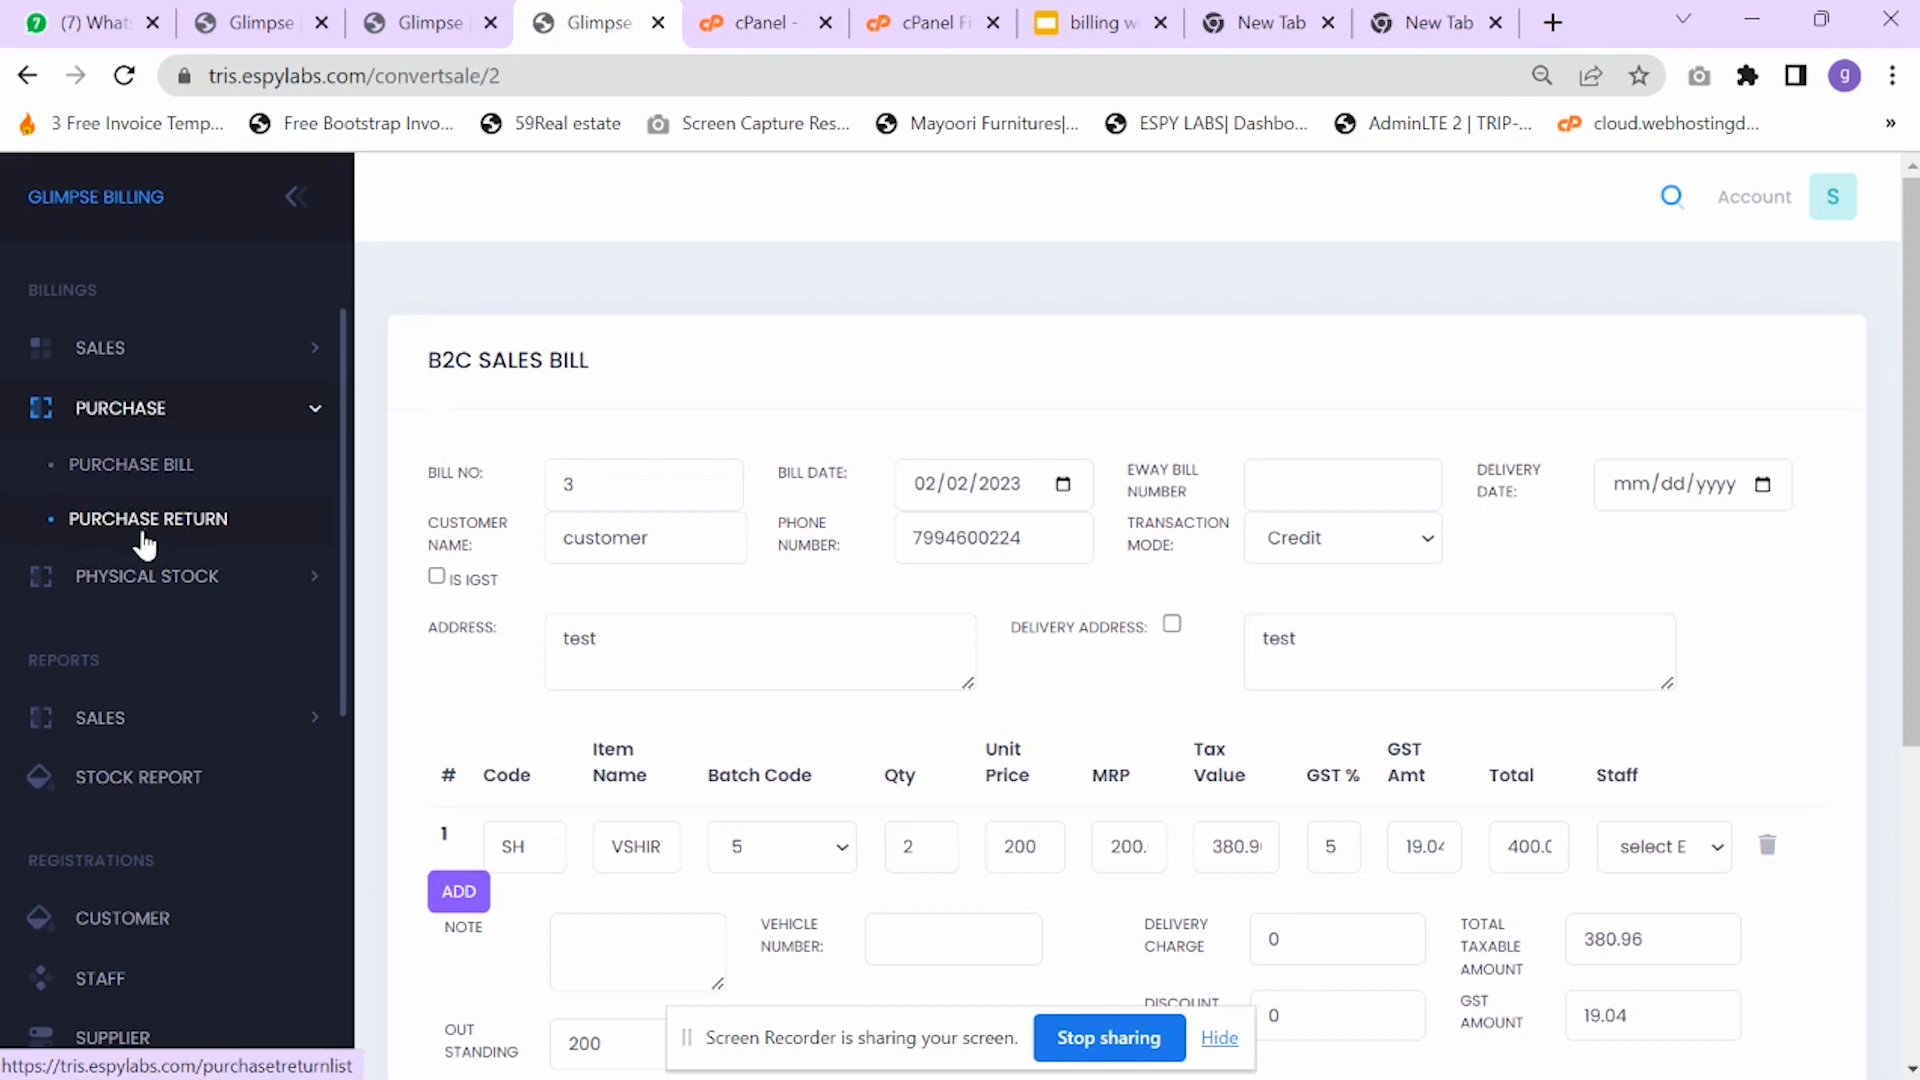 (7) What:
Glimpse
Glimpse
Glimpse
cPanel -
cPanel Fi
billing w
New Tab
New Tab
tris.espylabs.com/convertsale/2
g
3 Free Invoice Temp...
Free Bootstrap Invo...
59Real estate
Screen Capture Res...
Mayoori Furnitures|...
ESPY LABS| Dashbo...
AdminLTE 2 | TRIP-...
cloud.webhostingd...
»
GLIMPSE BILLING
Account
S
BILLINGS
SALES
PURCHASE
PURCHASE BILL
PURCHASE RETURN
PHYSICAL STOCK
REPORTS
SALES
STOCK REPORT
REGISTRATIONS
CUSTOMER
STAFF
SUPPLIER
https://tris.espylabs.com/purchasetreturnlist
B2C SALES BILL
BILL NO:
3
BILL DATE:
02/02/2023
EWAY BILL
NUMBER
DELIVERY
DATE:
mm/dd/yyyy
CUSTOMER
NAME:
customer
PHONE
NUMBER:
7994600224
TRANSACTION
MODE:
Credit
IS IGST
ADDRESS:
test
DELIVERY ADDRESS:
test
# Code Item Name Batch Code Qty Unit Price MRP Tax Value GST % GST Amt Total Staff
1 SH VSHIR 5 2 200 200. 380.9 5 19.04 400.0 select E
ADD
NOTE
VEHICLE
NUMBER:
DELIVERY
CHARGE
0
TOTAL
TAXABLE
AMOUNT
380.96
DISCOUNT
0
GST
AMOUNT
19.04
OUT
STANDING
200
Screen Recorder is sharing your screen.
Stop sharing
Hide